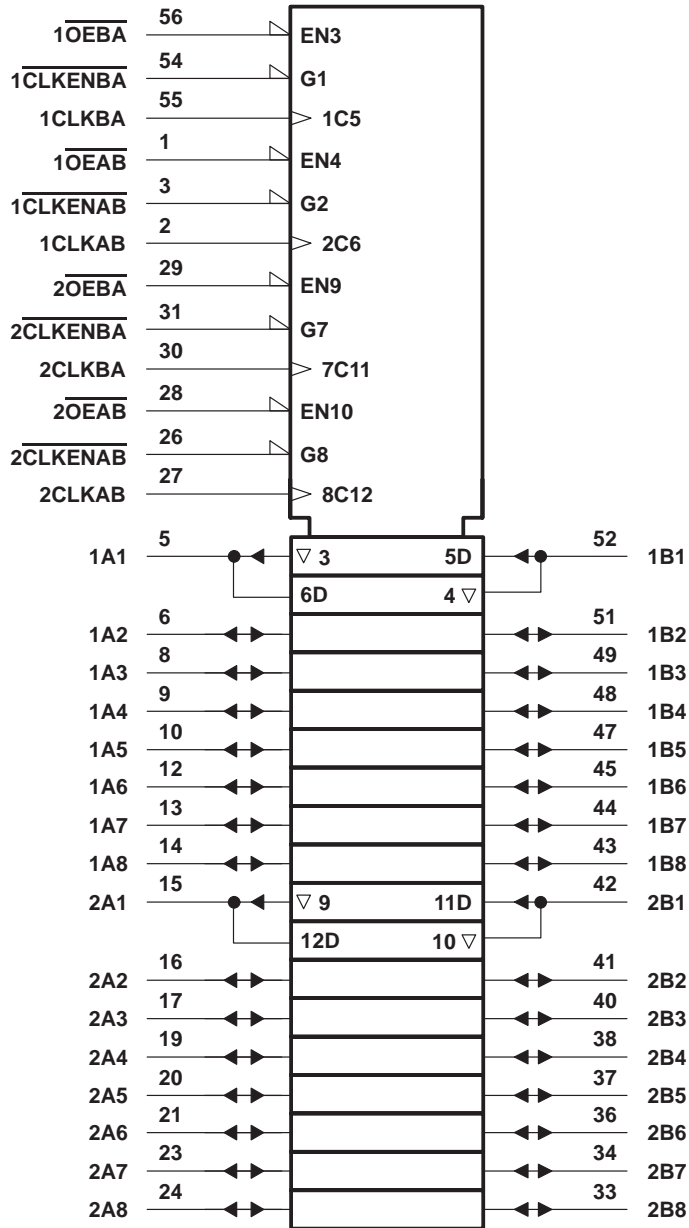 56
1OEBA EN3
54
1CLKENBA G1
55
1CLKBA 1C5
1
1OEAB EN4
3
1CLKENAB G2
2
1CLKAB 2C6
29
2OEBA EN9
31
2CLKENBA G7
30
2CLKBA 7C11
28
2OEAB EN10
26
2CLKENAB G8
27
2CLKAB 8C12
5 52
1A1 ▽ 3 5D 1B1
6D 4 ▽
6 51
1A2 1B2
8 49
1A3 1B3
9 48
1A4 1B4
10 47
1A5 1B5
12 45
1A6 1B6
13 44
1A7 1B7
14 43
1A8 1B8
15 42
2A1 ▽ 9 11D 2B1
12D 10 ▽
16 41
2A2 2B2
17 40
2A3 2B3
19 38
2A4 2B4
20 37
2A5 2B5
21 36
2A6 2B6
23 34
2A7 2B7
24 33
2A8 2B8